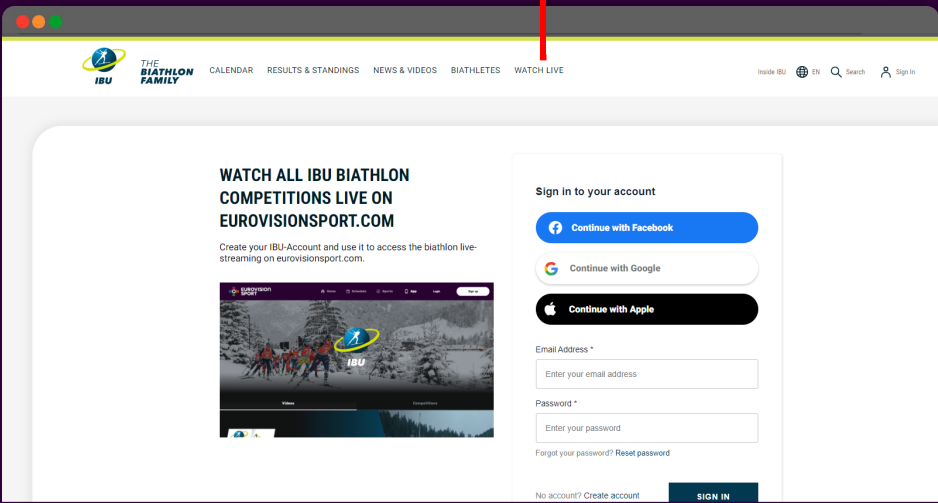 IBU
THE
BIATHLON
FAMILY
CALENDAR RESULTS & STANDINGS NEWS & VIDEOS BIATHLETES WATCH LIVE
Inside IBU EN Search Sign In
WATCH ALL IBU BIATHLON
COMPETITIONS LIVE ON
EUROVISIONSPORT.COM
Create your IBU-Account and use it to access the biathlon live-
streaming on eurovisionsport.com.
EUROVISION
SPORT
Home Schedule Sports App Login Sign up
IBU
Videos Competitions
Sign in to your account
Continue with Facebook
Continue with Google
Continue with Apple
Email Address *
Enter your email address
Password *
Enter your password
Forgot your password? Reset password
No account? Create account
SIGN IN